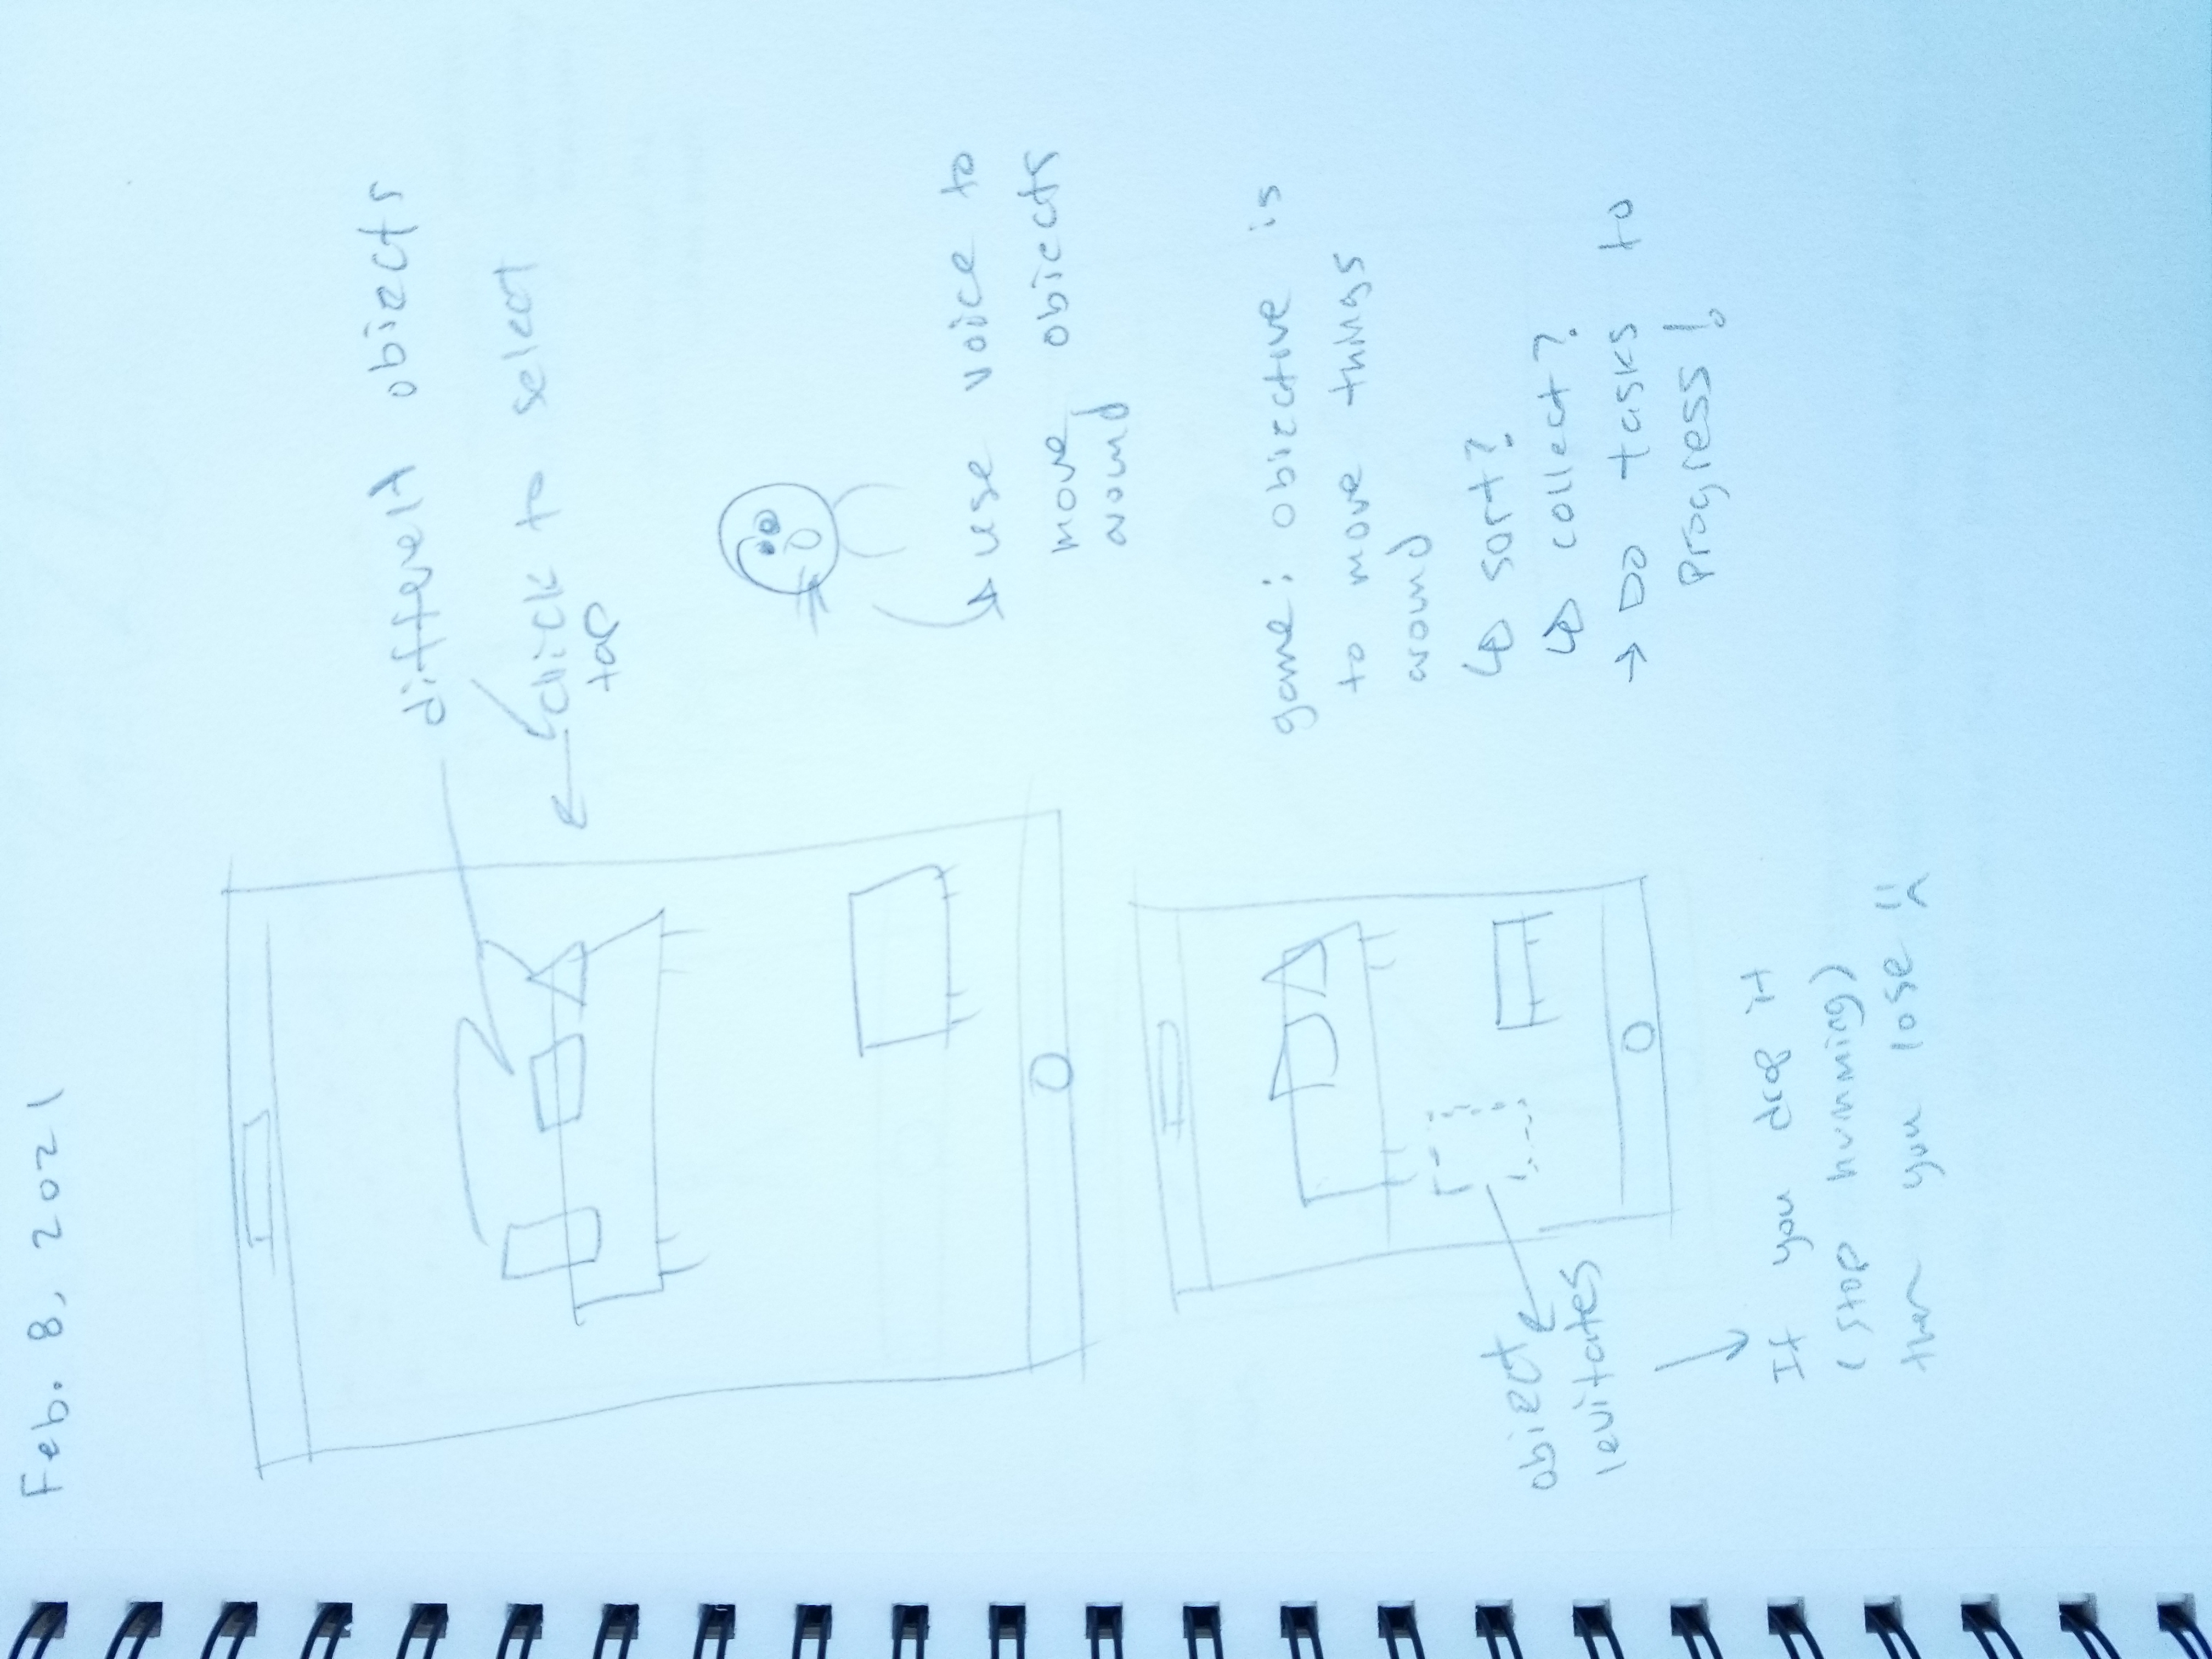 Feb. 8, 2021
different objects
click to select
tap
use voice to
move objects
around
game: objective is
to move things
around
↳ sort?
↳ collect?
→ Do tasks to
Progress!
object
levitates
If you drop it
(stop humming)
then you lose :(